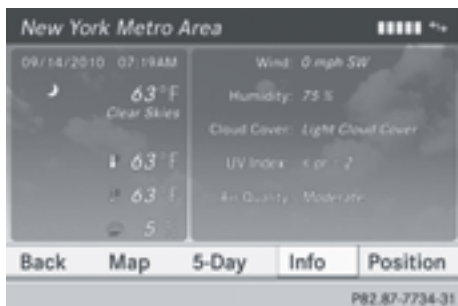 New York Metro Area
09/14/2010 07:19AM
63°F
Clear Skies
63°F
63 F
5 %
Wind: 0 mph SW
Humidity: 75 %
Cloud Cover: Light Cloud Cover
UV Index: < or = 2
Air Quality: Moderate
Back Map 5-Day Info Position
P82.87-7734-31